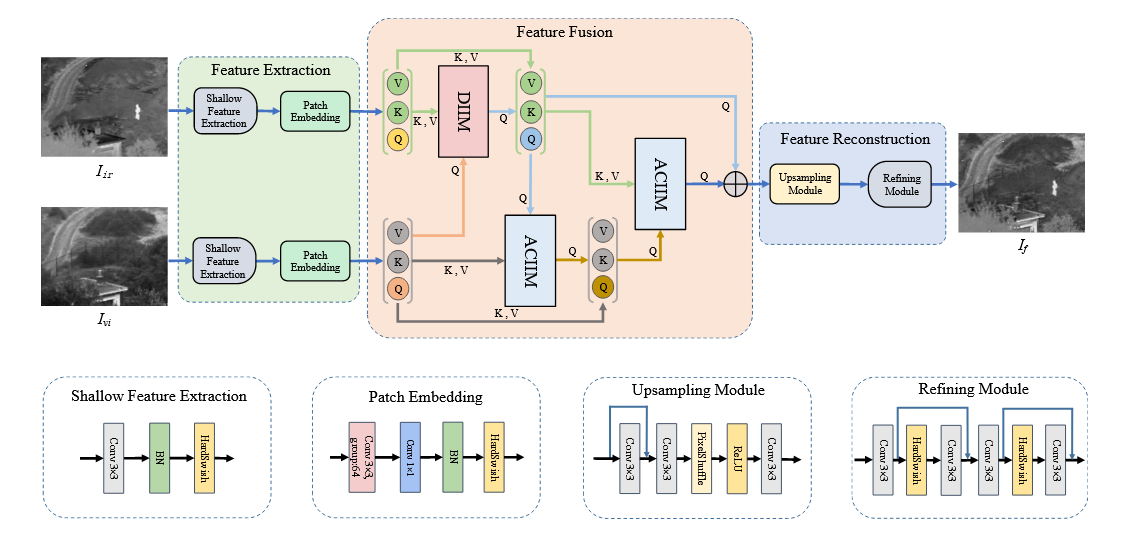 Feature Fusion
K , V
Feature Extraction
Shallow
Feature
Extraction
Patch
Embedding
V
K
Q
K , V
DIIM
Q
V
K
Q
Q
I_ir
Q
Q
K , V
ACIIM
Q
Feature Reconstruction
Upsampling
Module
Refining
Module
I_f
Shallow
Feature
Extraction
Patch
Embedding
V
K
Q
K , V
ACIIM
Q
V
K
Q
Q
K , V
I_vi
Shallow Feature Extraction
Conv 3×3
BN
HardSwish
Patch Embedding
Conv 3×3,
group:64
Conv 1×1
BN
HardSwish
Upsampling Module
Conv 3×3
Conv 3×3
PixelShuffle
ReLU
Conv 3×3
Refining Module
Conv 3×3
HardSwish
Conv 3×3
Conv 3×3
HardSwish
Conv 3×3